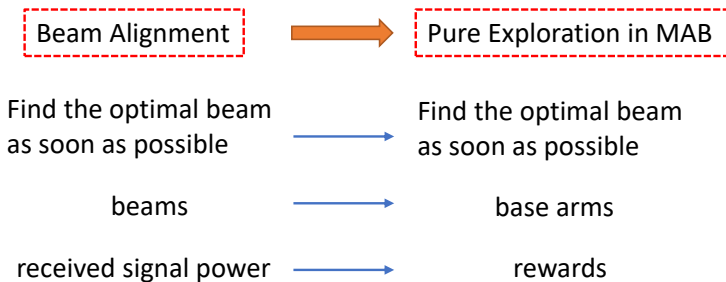 Beam Alignment
Pure Exploration in MAB
Find the optimal beam
as soon as possible
Find the optimal beam
as soon as possible
beams
base arms
received signal power
rewards